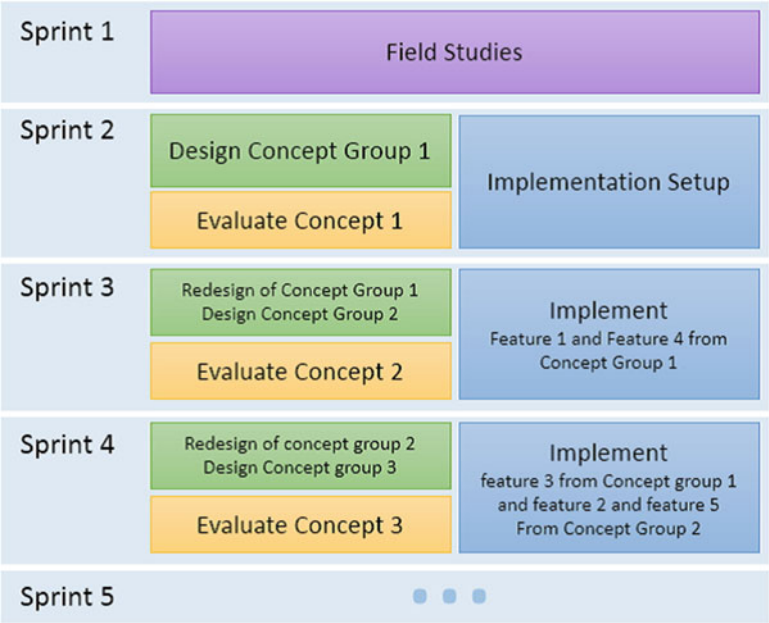 Sprint 1
Field Studies
Sprint 2
Design Concept Group 1
Evaluate Concept 1
Implementation Setup
Sprint 3
Redesign of Concept Group 1
Design Concept Group 2
Evaluate Concept 2
Implement
Feature 1 and Feature 4 from
Concept Group 1
Sprint 4
Redesign of concept group 2
Design Concept group 3
Evaluate Concept 3
Implement
feature 3 from Concept group 1
and feature 2 and feature 5
From Concept Group 2
Sprint 5